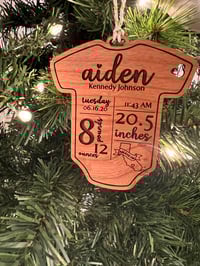 aiden
Kennedy Johnson
tuesday 11:43 AM
06.16.20
8 pounds 20.5
12 ounces inches